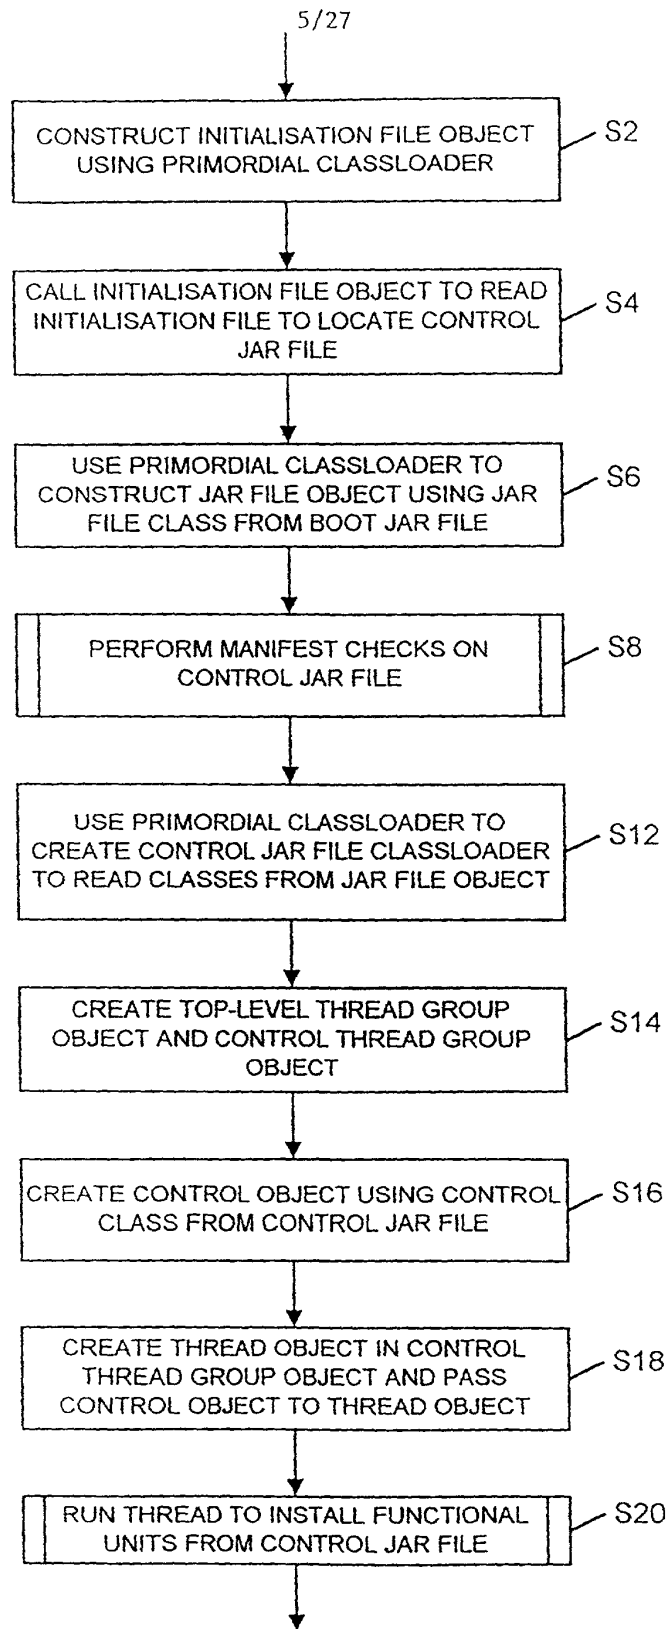 5/27
CONSTRUCT INITIALISATION FILE OBJECT
USING PRIMORDIAL CLASSLOADER
S2
CALL INITIALISATION FILE OBJECT TO READ
INITIALISATION FILE TO LOCATE CONTROL
JAR FILE
S4
USE PRIMORDIAL CLASSLOADER TO
CONSTRUCT JAR FILE OBJECT USING JAR
FILE CLASS FROM BOOT JAR FILE
S6
PERFORM MANIFEST CHECKS ON
CONTROL JAR FILE
S8
USE PRIMORDIAL CLASSLOADER TO
CREATE CONTROL JAR FILE CLASSLOADER
TO READ CLASSES FROM JAR FILE OBJECT
S12
CREATE TOP-LEVEL THREAD GROUP
OBJECT AND CONTROL THREAD GROUP
OBJECT
S14
CREATE CONTROL OBJECT USING CONTROL
CLASS FROM CONTROL JAR FILE
S16
CREATE THREAD OBJECT IN CONTROL
THREAD GROUP OBJECT AND PASS
CONTROL OBJECT TO THREAD OBJECT
S18
RUN THREAD TO INSTALL FUNCTIONAL
UNITS FROM CONTROL JAR FILE
S20